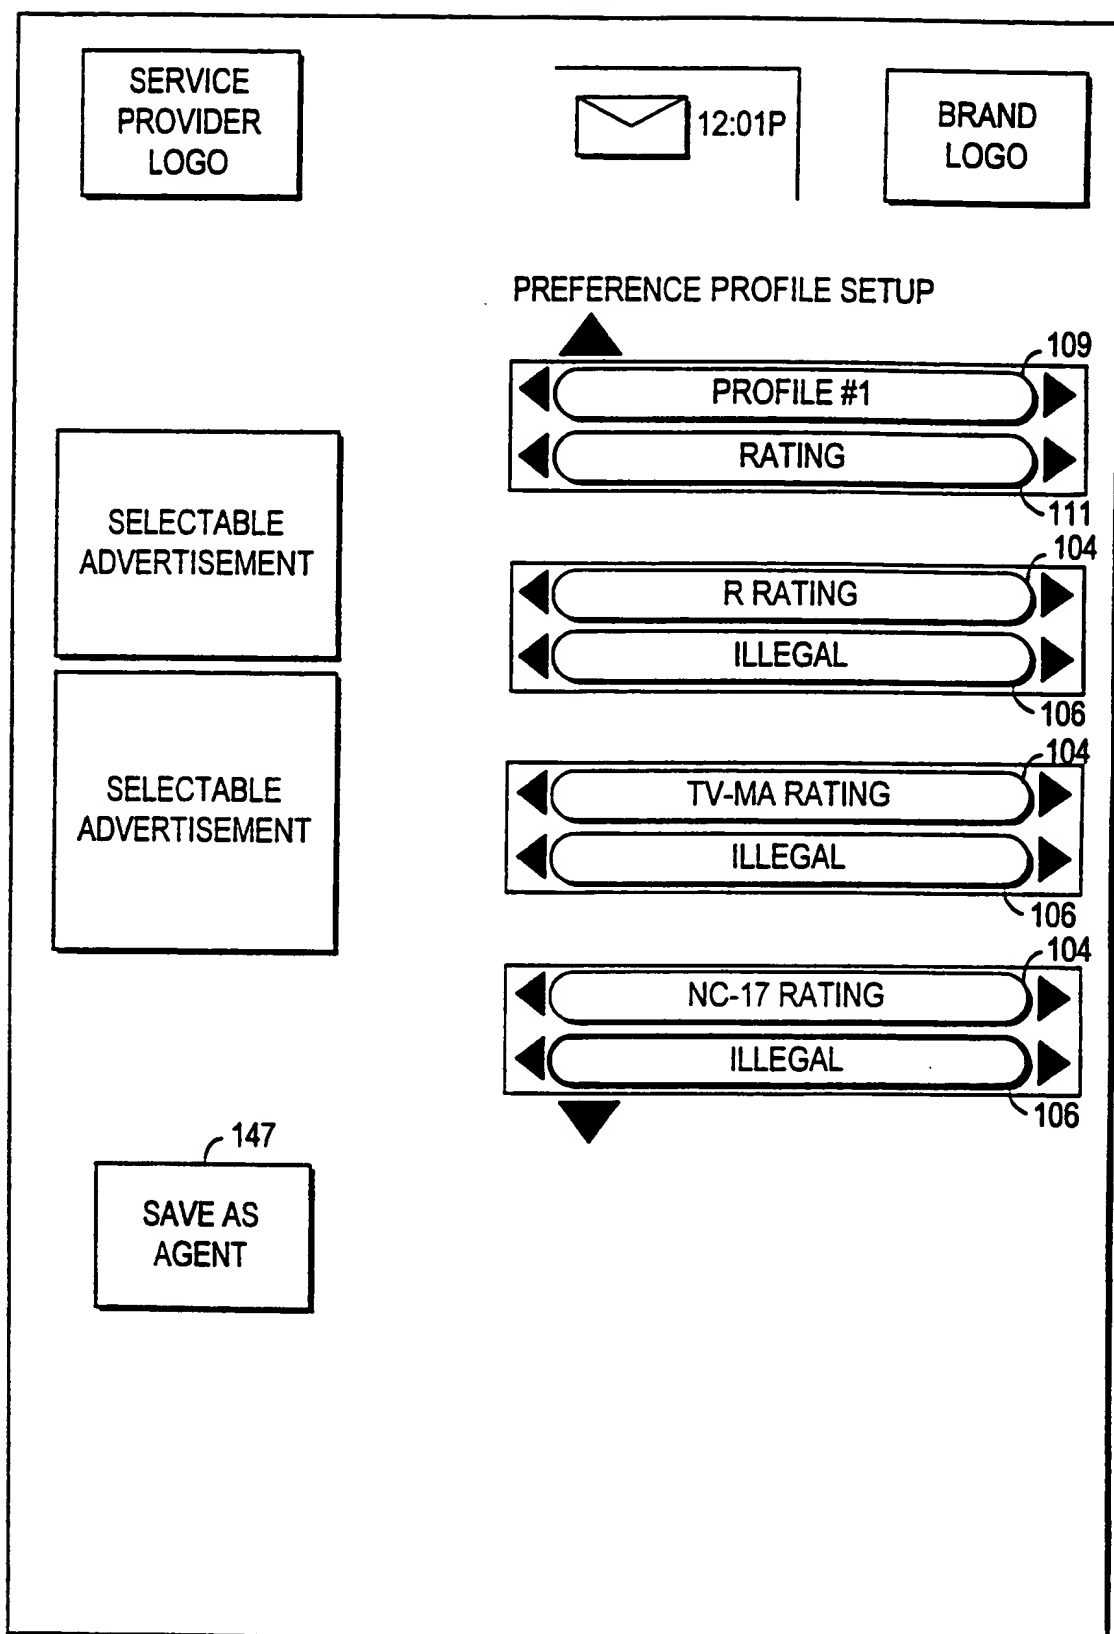 SERVICE
PROVIDER
LOGO
12:01P
BRAND
LOGO
PREFERENCE PROFILE SETUP
109
PROFILE #1
RATING
111
SELECTABLE
ADVERTISEMENT
104
R RATING
ILLEGAL
106
SELECTABLE
ADVERTISEMENT
104
TV-MA RATING
ILLEGAL
106
104
NC-17 RATING
ILLEGAL
106
147
SAVE AS
AGENT